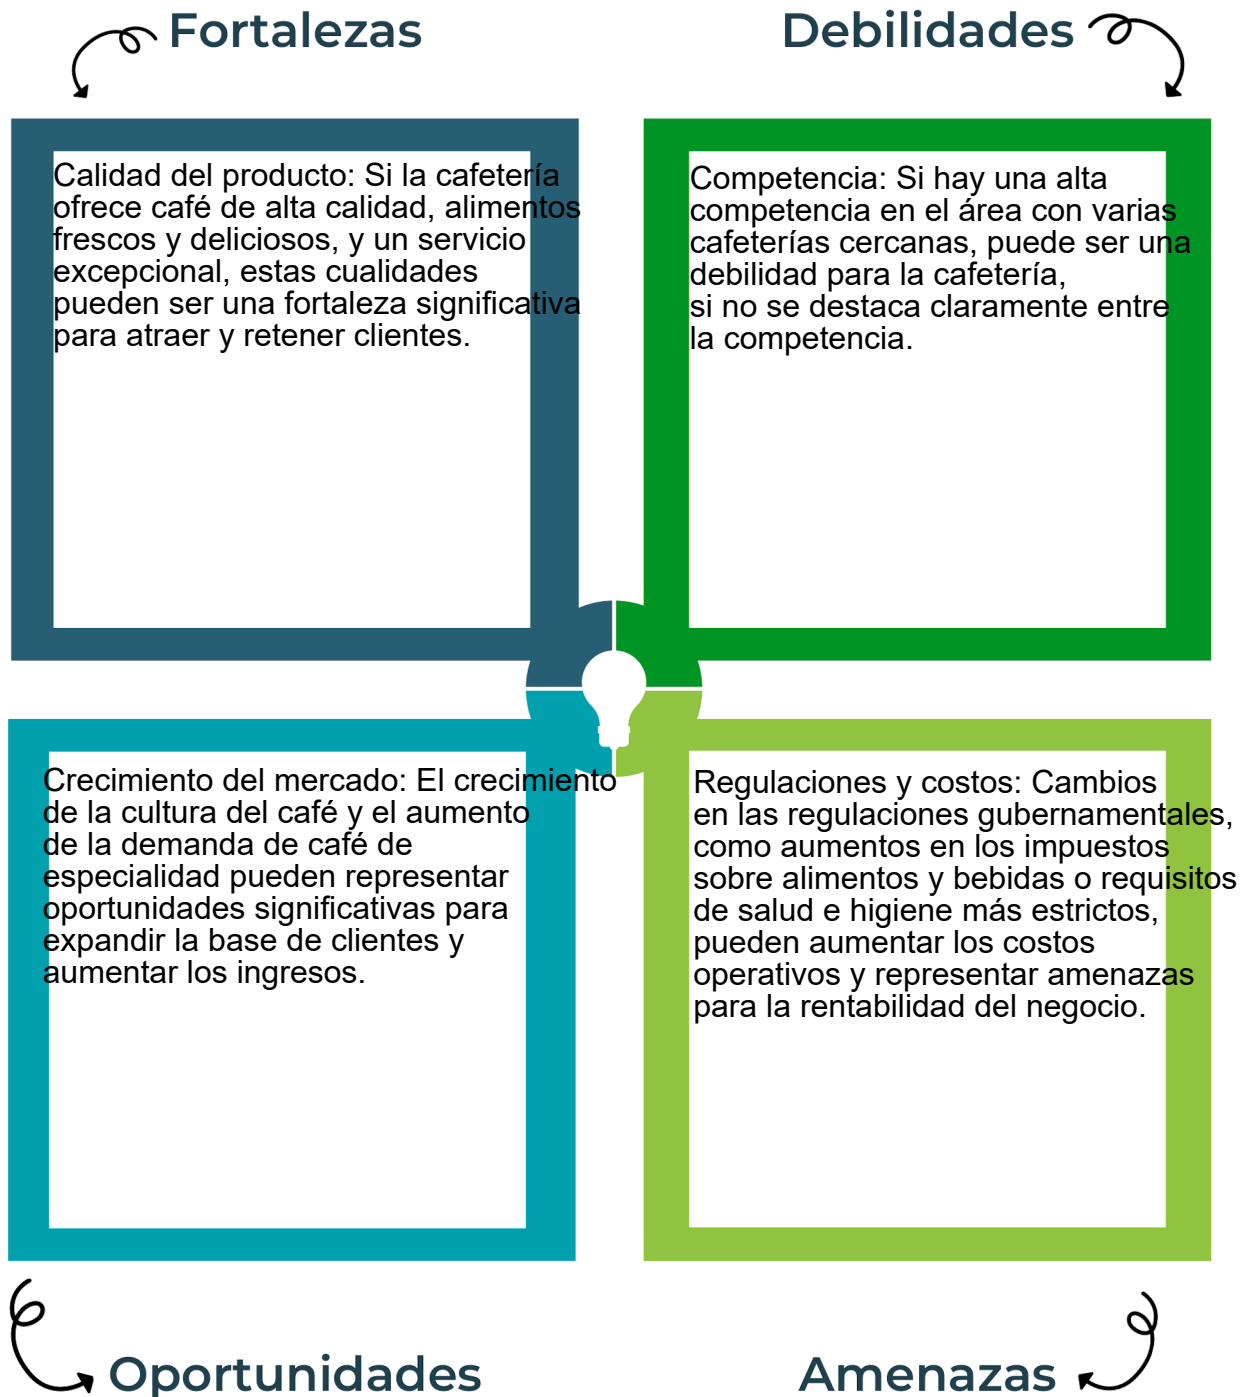 Fortalezas
Calidad del producto: Si la cafetería
ofrece café de alta calidad, alimentos
frescos y deliciosos, y un servicio
excepcional, estas cualidades
pueden ser una fortaleza significativa
para atraer y retener clientes.
Debilidades
Competencia: Si hay una alta
competencia en el área con varias
cafeterías cercanas, puede ser una
debilidad para la cafetería,
si no se destaca claramente entre
la competencia.
Crecimiento del mercado: El crecimiento
de la cultura del café y el aumento
de la demanda de café de
especialidad pueden representar
oportunidades significativas para
expandir la base de clientes y
aumentar los ingresos.
Oportunidades
Regulaciones y costos: Cambios
en las regulaciones gubernamentales,
como aumentos en los impuestos
sobre alimentos y bebidas o requisitos
de salud e higiene más estrictos,
pueden aumentar los costos
operativos y representar amenazas
para la rentabilidad del negocio.
Amenazas